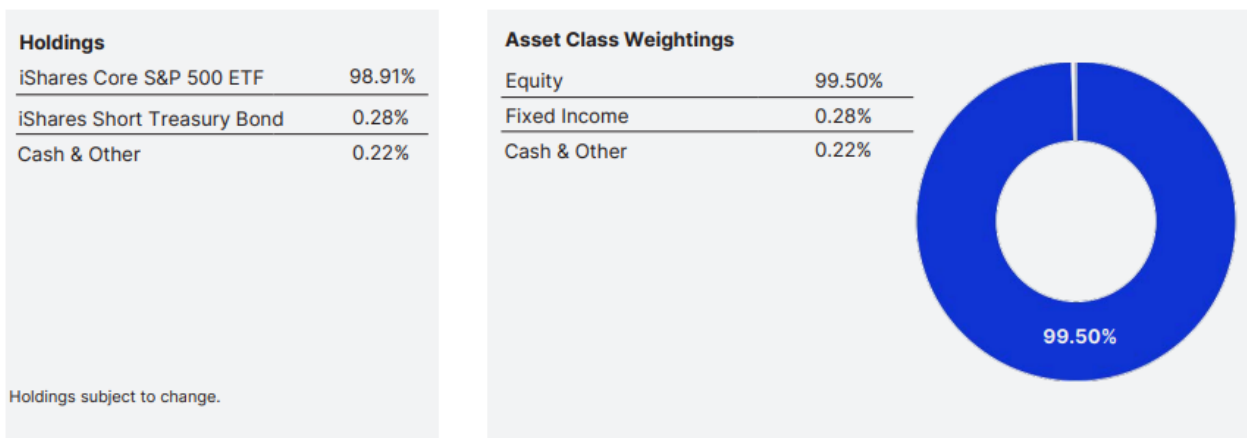 Holdings
iShares Core S&P 500 ETF 98.91%
iShares Short Treasury Bond 0.28%
Cash & Other 0.22%
Holdings subject to change.
Asset Class Weightings
Equity 99.50%
Fixed Income 0.28%
Cash & Other 0.22%
99.50%